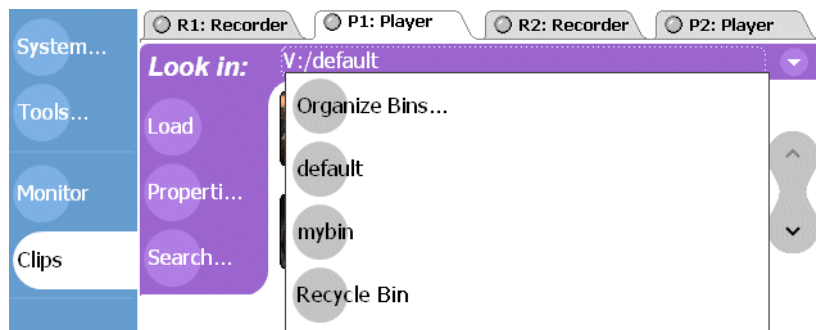 R1: Recorder
P1: Player
R2: Recorder
P2: Player
System...
Tools...
Monitor
Clips
Look in:
V:/default
Load
Properti...
Search...
Organize Bins...
default
mybin
Recycle Bin